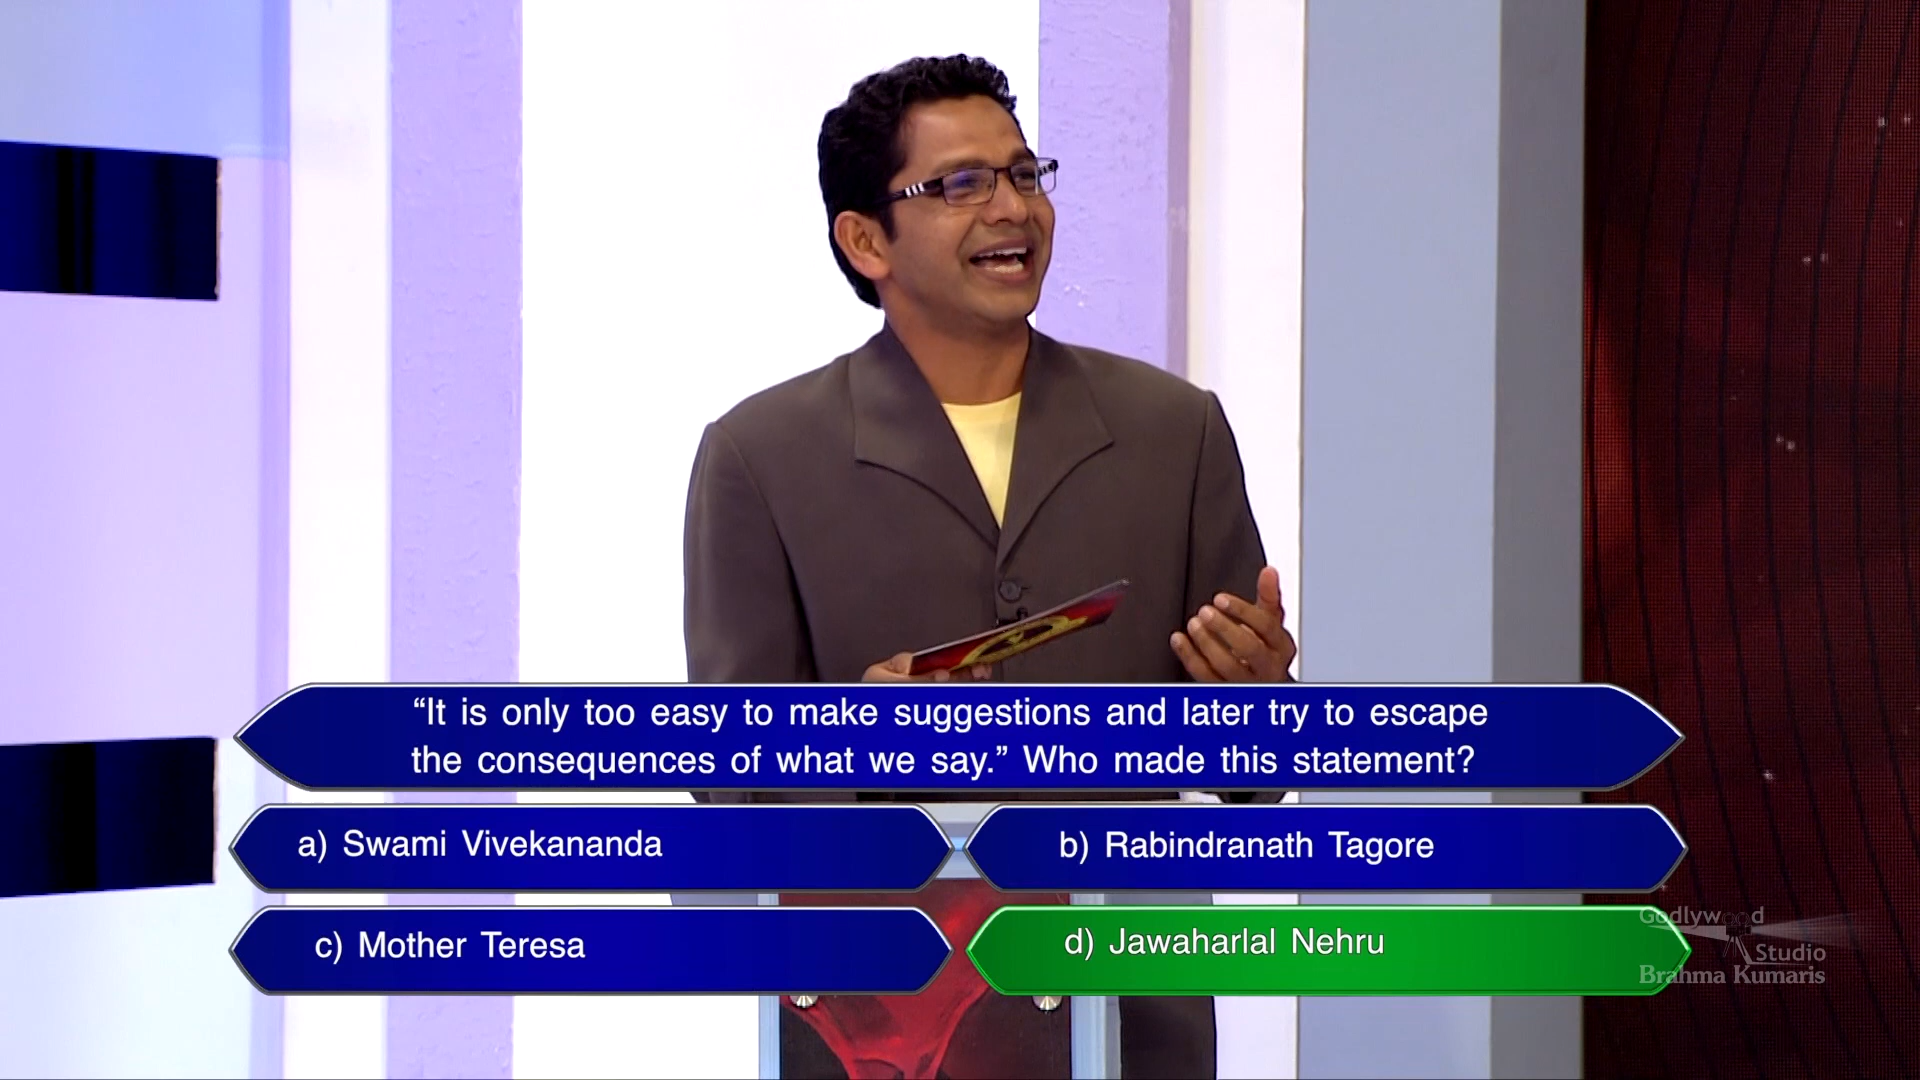 “It is only too easy to make suggestions and later try to escape
the consequences of what we say.” Who made this statement?
a) Swami Vivekananda
b) Rabindranath Tagore
c) Mother Teresa
d) Jawaharlal Nehru
Godlywood
Studio
Brahma Kumaris